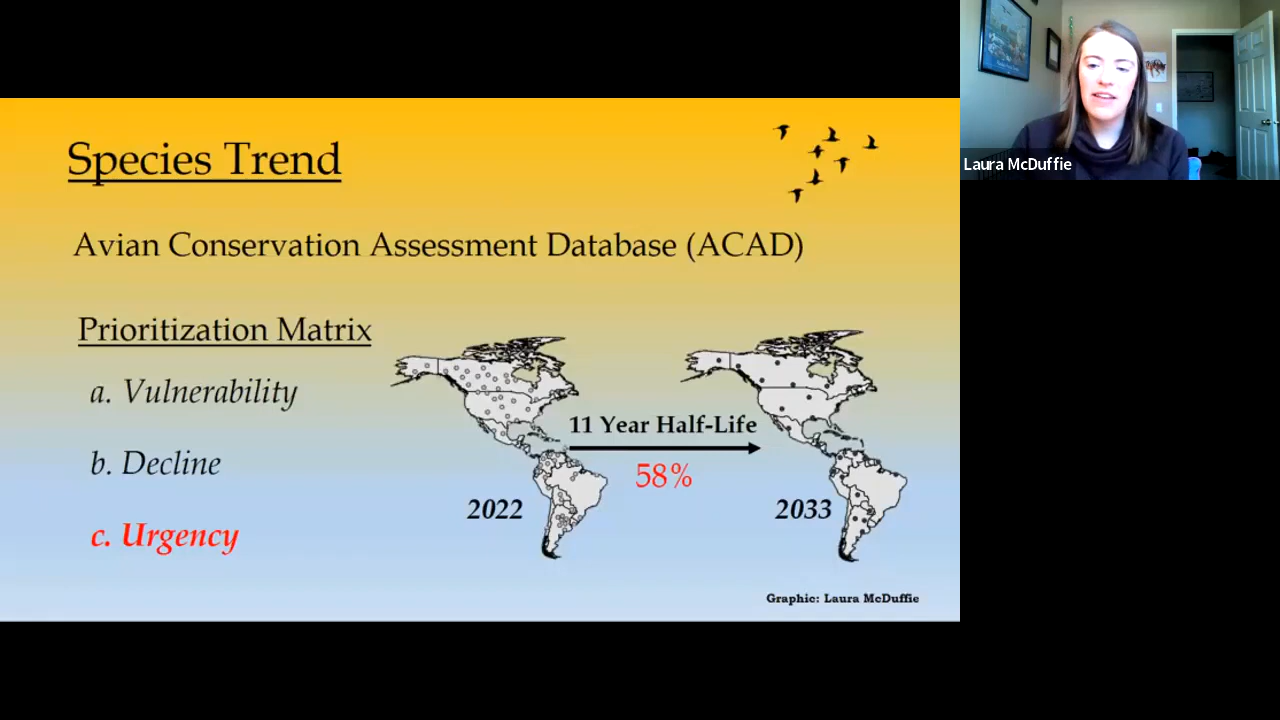 Species Trend
Avian Conservation Assessment Database (ACAD)
Prioritization Matrix
a. Vulnerability
b. Decline
c. Urgency
11 Year Half-Life
58%
2022
2033
Graphic: Laura McDuffie
Laura McDuffie